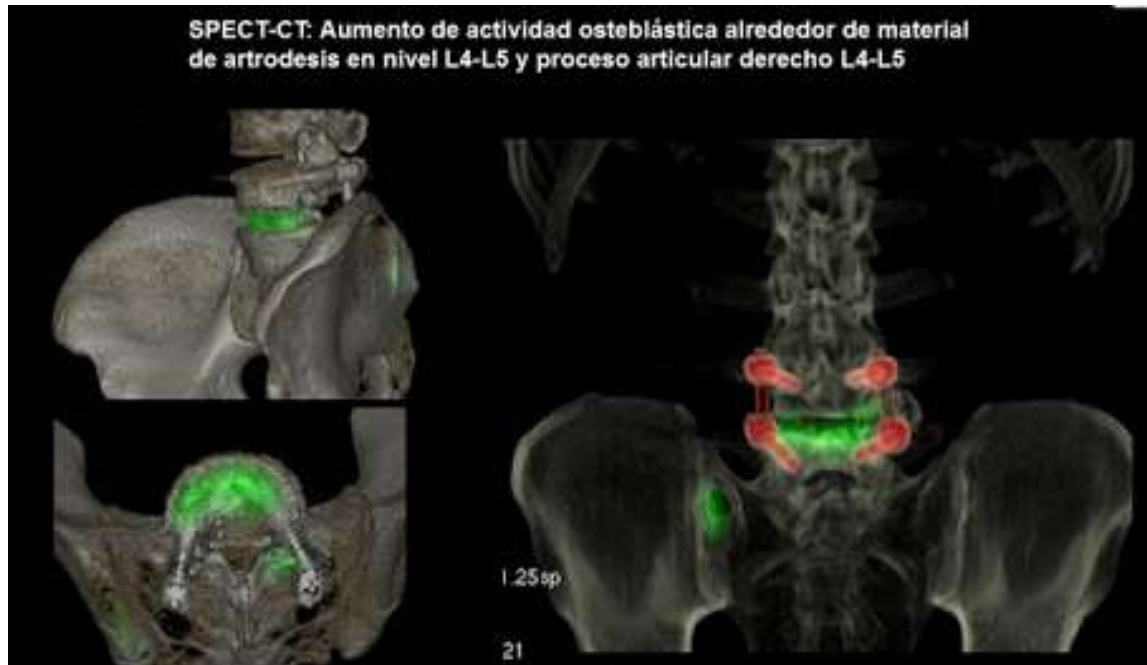 SPECT-CT: Aumento de actividad osteblástica alrededor de material
de artrodesis en nivel L4-L5 y proceso articular derecho L4-L5
1.25sp
21